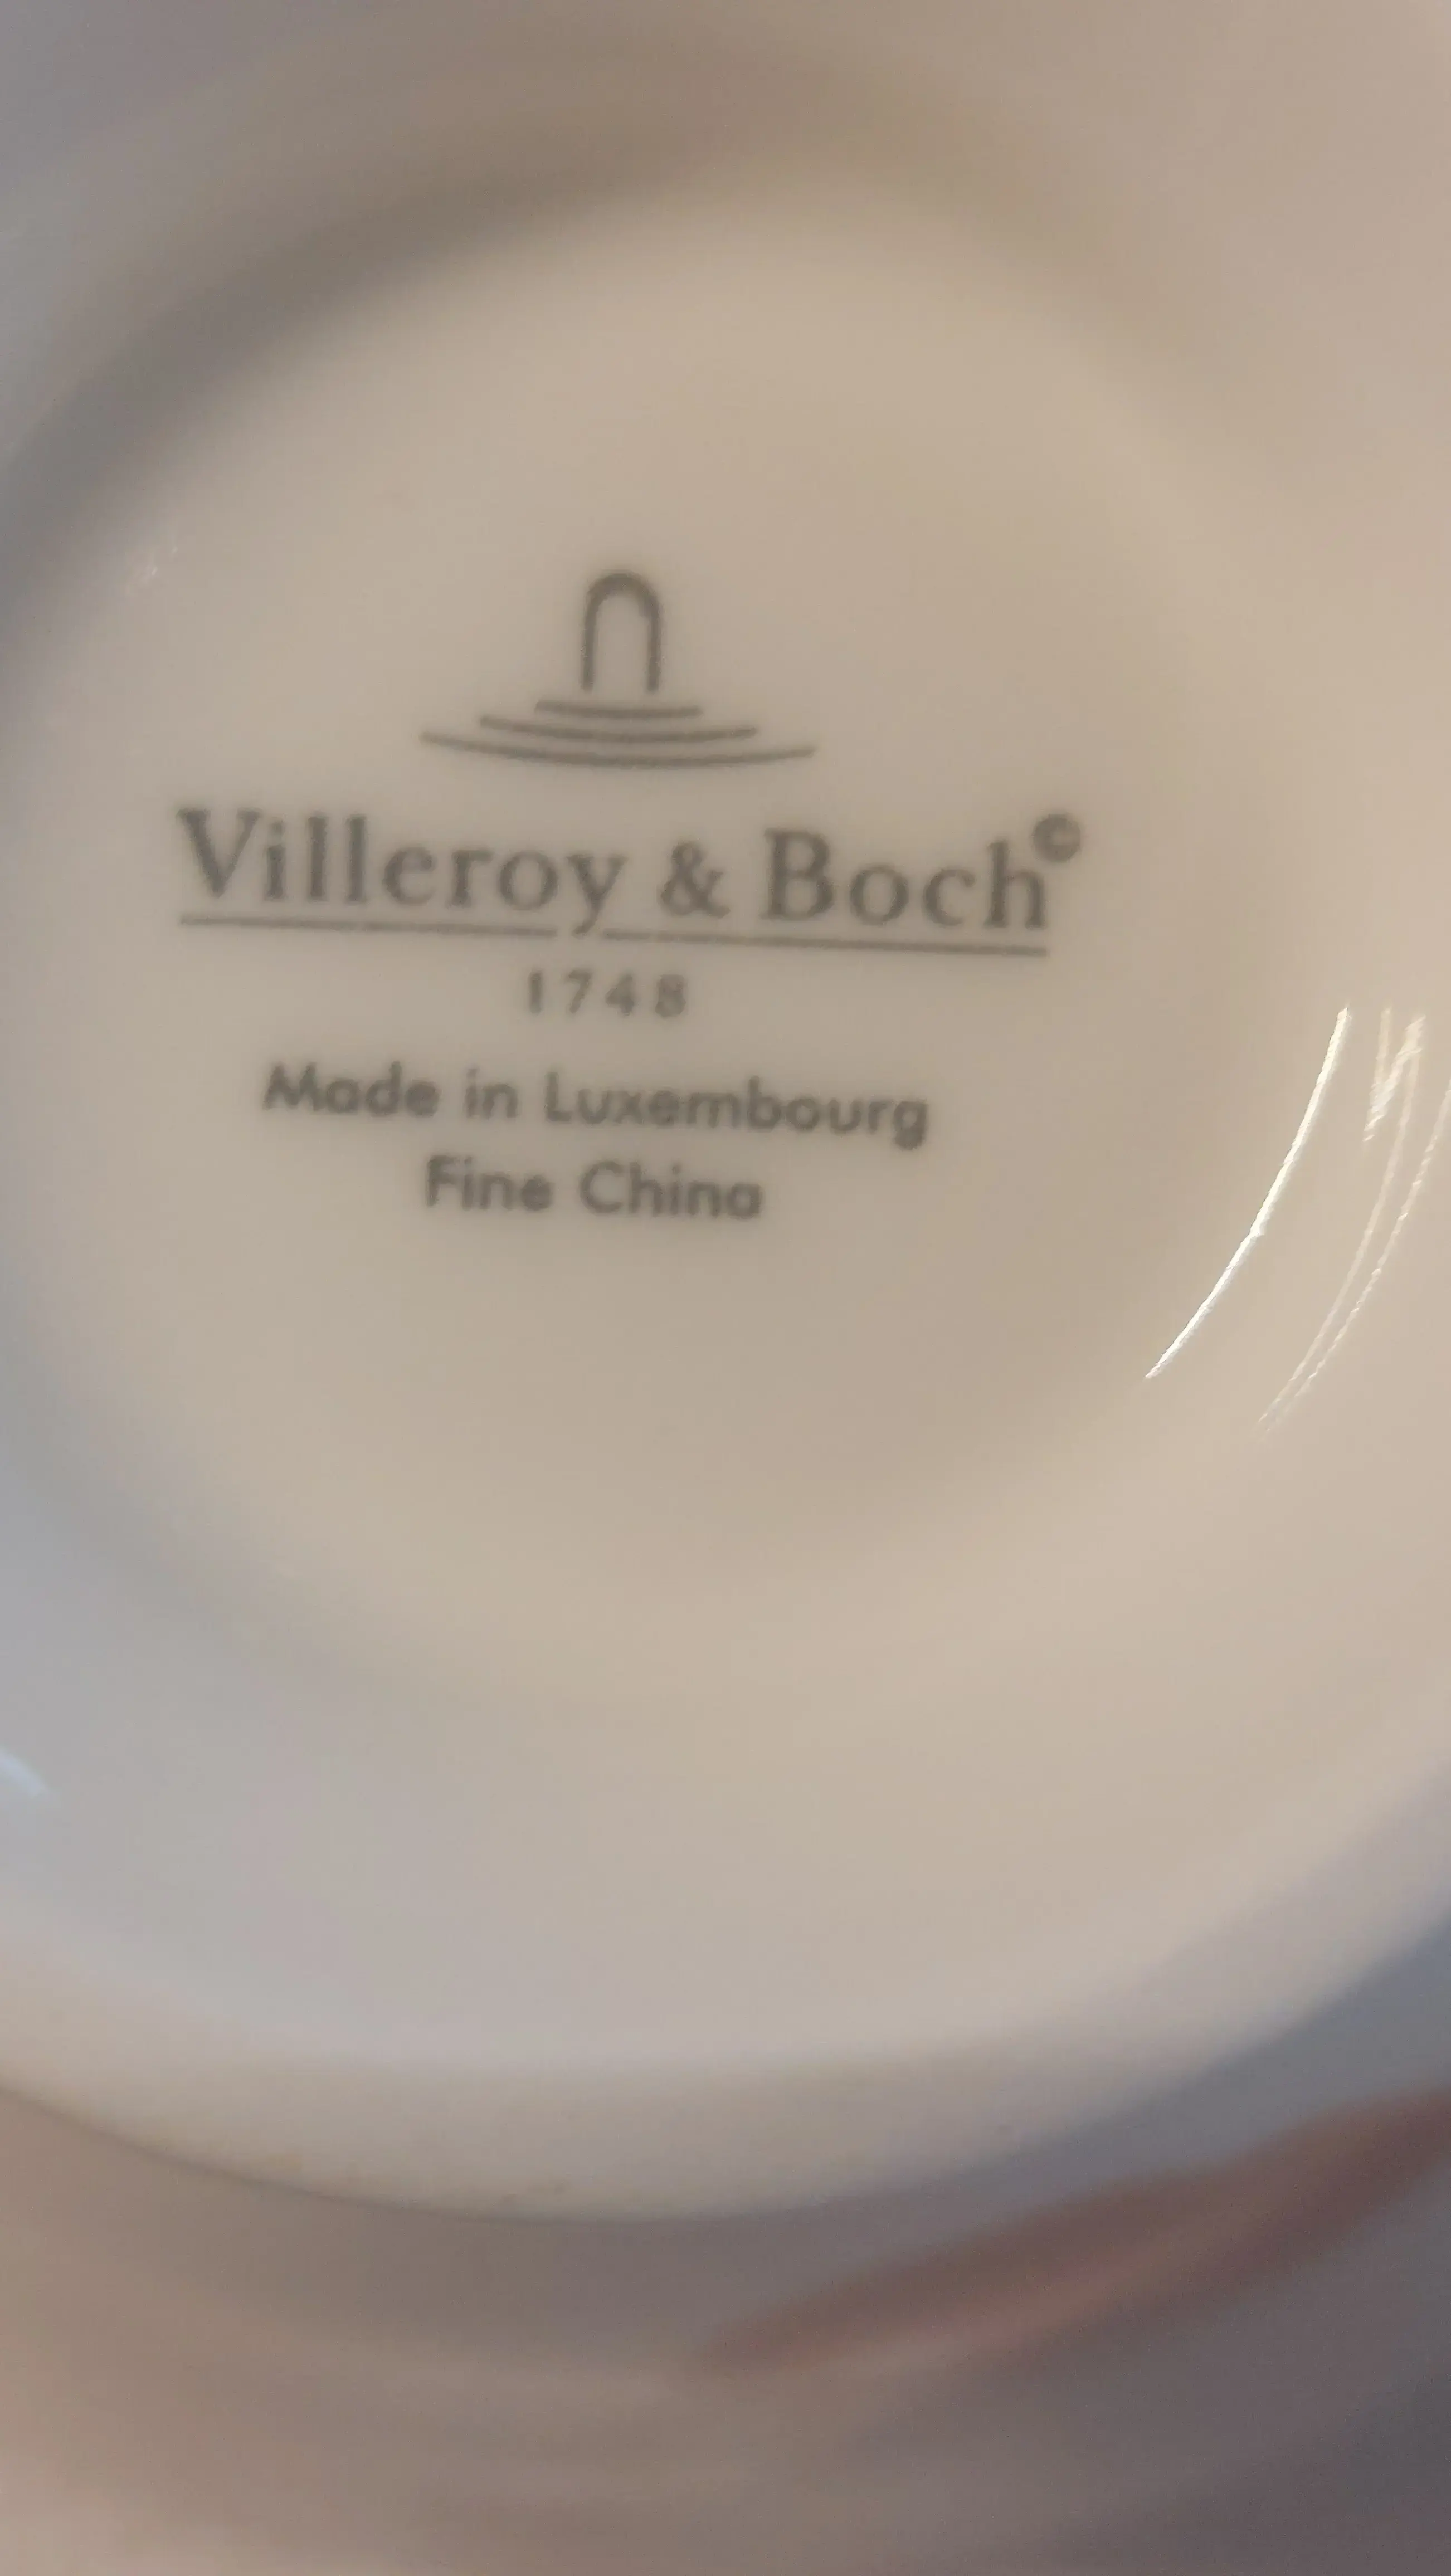 Villeroy & Boch©
1748
Made in Luxembourg
Fine China